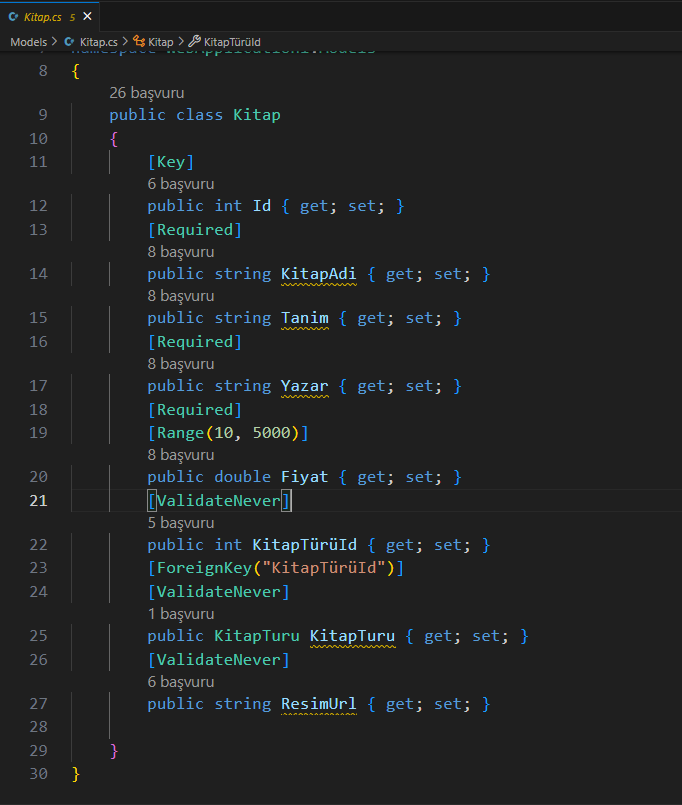 Kitap.cs 5
Models > Kitap.cs > Kitap > KitapTürüId
8 {
26 başvuru
9 public class Kitap
10 {
11 [Key]
6 başvuru
12 public int Id { get; set; }
13 [Required]
8 başvuru
14 public string KitapAdi { get; set; }
8 başvuru
15 public string Tanim { get; set; }
16 [Required]
8 başvuru
17 public string Yazar { get; set; }
18 [Required]
19 [Range(10, 5000)]
8 başvuru
20 public double Fiyat { get; set; }
21 [ValidateNever]
5 başvuru
22 public int KitapTürüId { get; set; }
23 [ForeignKey("KitapTürüId")]
24 [ValidateNever]
1 başvuru
25 public KitapTuru KitapTuru { get; set; }
26 [ValidateNever]
6 başvuru
27 public string ResimUrl { get; set; }
28
29 }
30 }